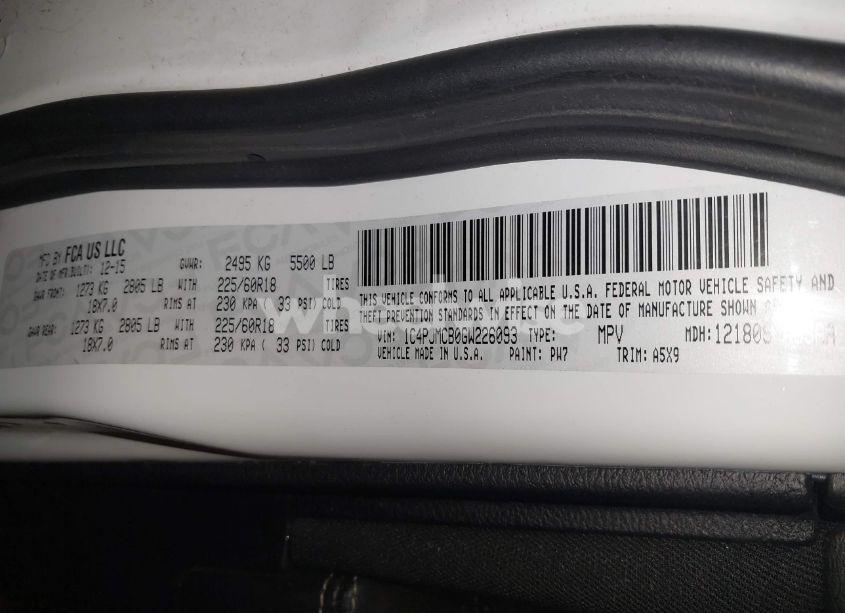 MFD BY FCA US LLC
DATE OF MFR/BUILT: 12-15 GVWR: 2495 KG 5500 LB
GAWR FRONT: 1273 KG 2805 LB WITH 225/60R18 TIRES
18X7.0 RIMS AT 230 KPA ( 33 PSI) COLD
GAWR REAR: 1273 KG 2805 LB WITH 225/60R18 TIRES
18X7.0 RIMS AT 230 KPA ( 33 PSI) COLD
THIS VEHICLE CONFORMS TO ALL APPLICABLE U.S.A. FEDERAL MOTOR VEHICLE SAFETY AND
THEFT PREVENTION STANDARDS IN EFFECT ON THE DATE OF MANUFACTURE SHOWN
VIN: 1C4PJMCB0GW226093 TYPE: MPV MDH: 121809
VEHICLE MADE IN U.S.A. PAINT: PW7 TRIM: A5X9